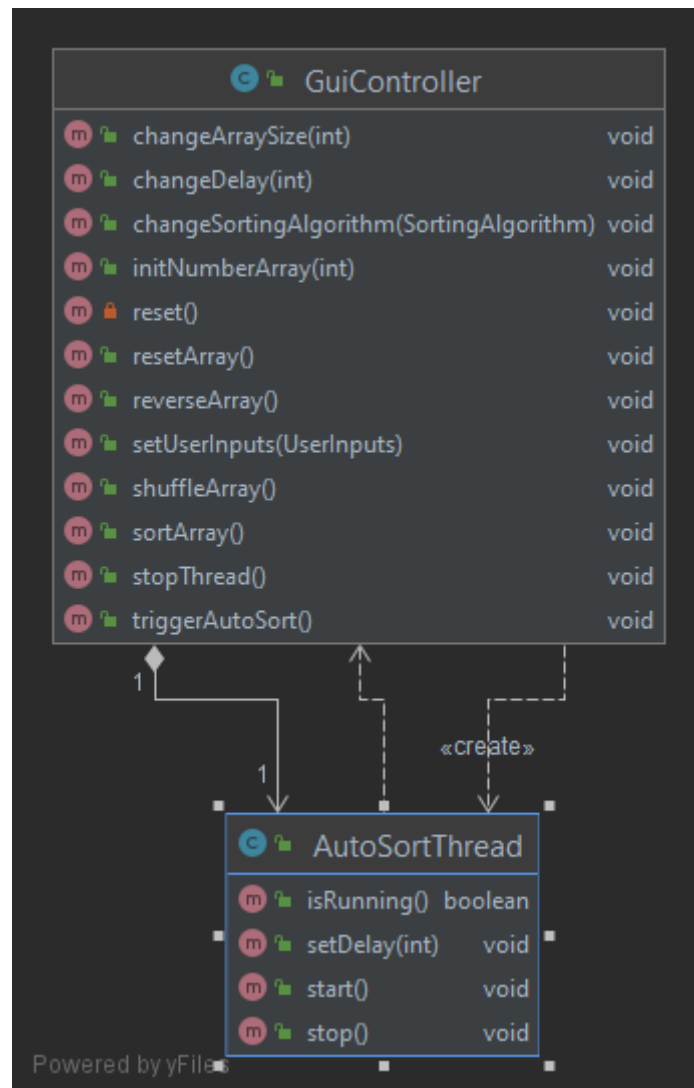 GuiController
changeArraySize(int) void
changeDelay(int) void
changeSortingAlgorithm(SortingAlgorithm) void
initNumberArray(int) void
reset() void
resetArray() void
reverseArray() void
setUserInputs(UserInputs) void
shuffleArray() void
sortArray() void
stopThread() void
triggerAutoSort() void
1
«create»
1
AutoSortThread
isRunning() boolean
setDelay(int) void
start() void
stop() void
Powered by yFiles